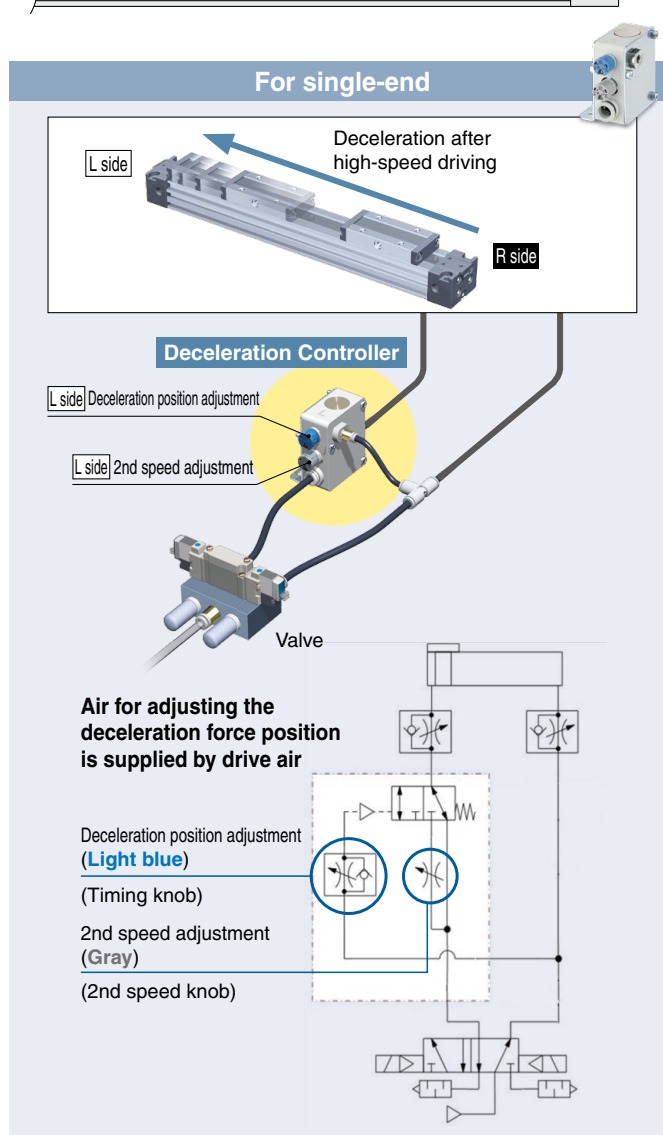 For single-end
Deceleration after
high-speed driving
L side
R side
Deceleration Controller
L side Deceleration position adjustment
L side 2nd speed adjustment
Valve
Air for adjusting the
deceleration force position
is supplied by drive air
Deceleration position adjustment
(Light blue)
(Timing knob)
2nd speed adjustment
(Gray)
(2nd speed knob)